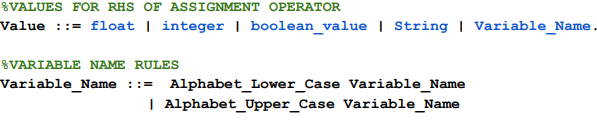 %VALUES FOR RHS OF ASSIGNMENT OPERATOR
Value ::= float | integer | boolean_value | String | Variable_Name.
%VARIABLE NAME RULES
Variable_Name ::= Alphabet_Lower_Case Variable_Name
| Alphabet_Upper_Case Variable_Name